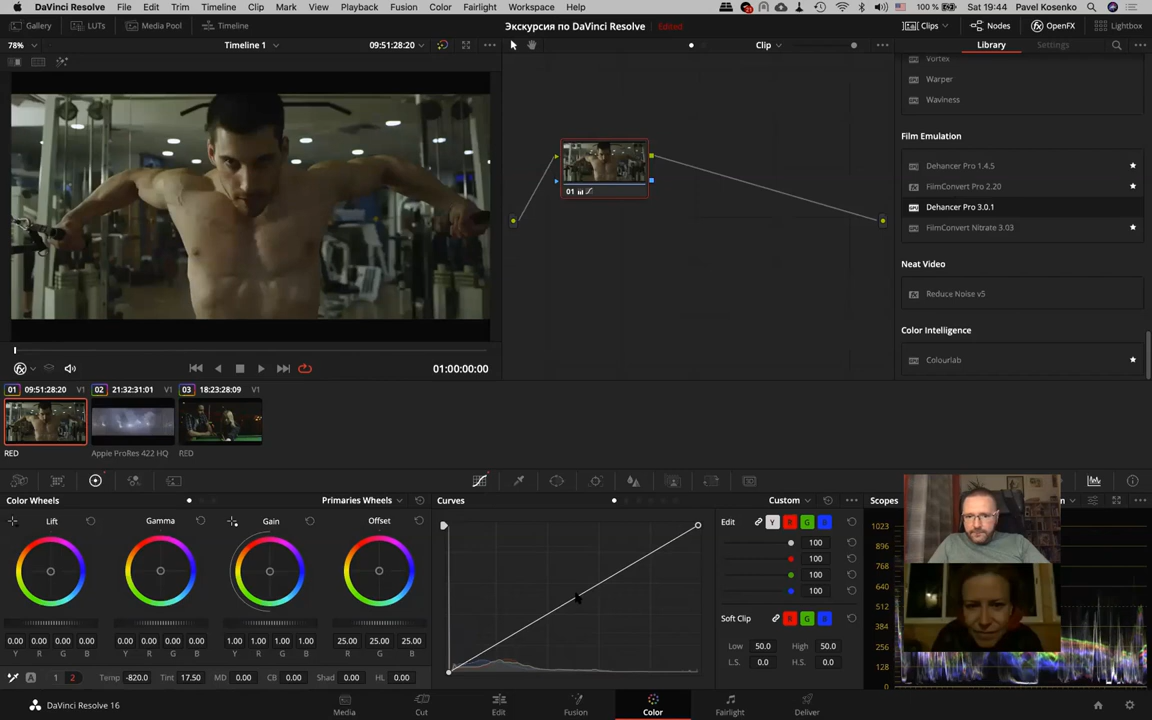 DaVinci Resolve File Edit Trim Timeline Clip Mark View Playback Fusion Color Fairlight Workspace Help 21 100 % Sat 19:44 Pavel Kosenko
Gallery LUTs Media Pool Timeline Экскурсия по DaVinci Resolve Edited Clips Nodes OpenFX Lightbox
78% Timeline 1 09:51:28:20 Clip Library Settings
Vortex
Warper
Waviness
Film Emulation
Dehancer Pro 1.4.5
FilmConvert Pro 2.20
Dehancer Pro 3.0.1
FilmConvert Nitrate 3.03
Neat Video
Reduce Noise v5
Color Intelligence
Colourlab
01
01:00:00:00
01 09:51:28:20 V1 02 21:32:31:01 V1 03 18:23:28:09 V1
RED Apple ProRes 422 HQ RED
Color Wheels Primaries Wheels Curves Custom Scopes
Lift Gamma Gain Offset
Edit Y R G B
100
100
100
100
Soft Clip R G B
Low 50.0 High 50.0
L.S. 0.0 H.S. 0.0
1023
896
768
640
512
384
256
128
0.00 0.00 0.00 0.00 0.00 0.00 0.00 0.00 1.00 1.00 1.00 1.00 25.00 25.00 25.00
Y R G B Y R G B Y R G B R G B
A 1 2 Temp -820.0 Tint 17.50 MD 0.00 CB 0.00 Shad 0.00 HL 0.00
DaVinci Resolve 16 Media Cut Edit Fusion Color Fairlight Deliver